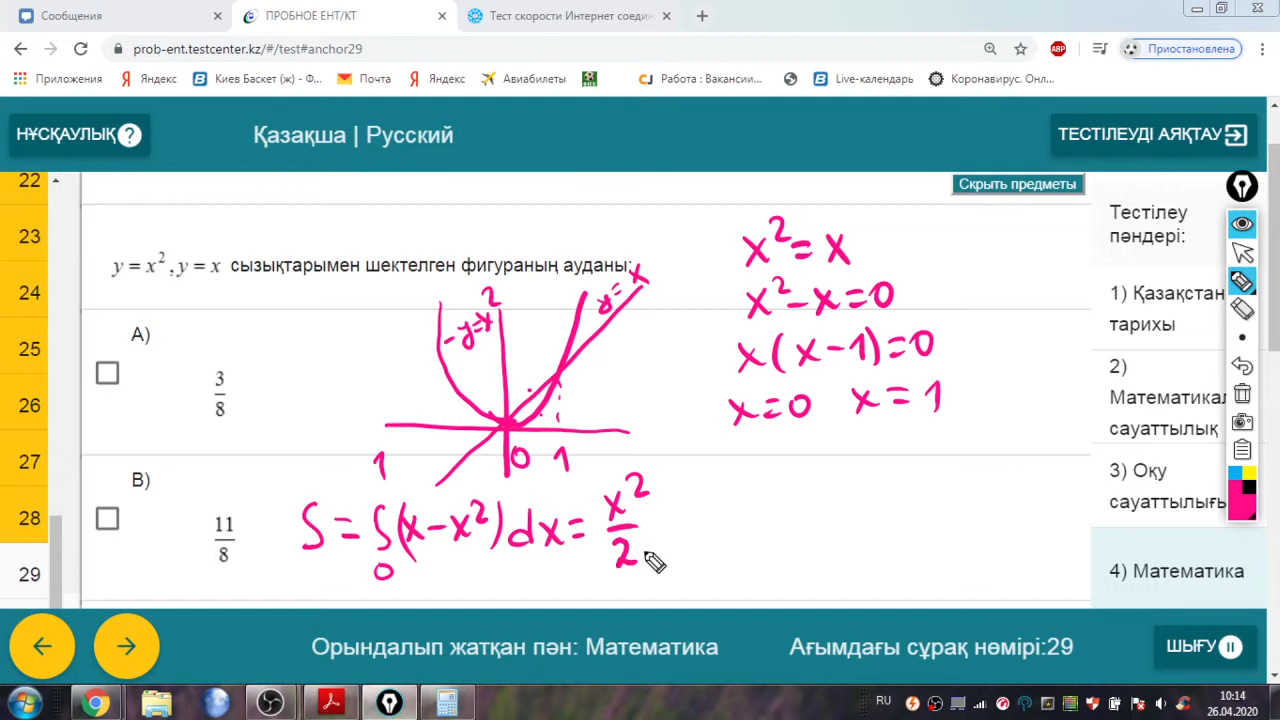 Сообщения
ПРОБНОЕ ЕНТ/КТ
Тест скорости Интернет соедин
prob-ent.testcenter.kz/#/test#anchor29
ABP
Приостановлена
Приложения
Яндекс
Киев Баскет (ж) - Ф...
Почта
Яндекс
Авиабилеты
Работа : Вакансии...
Live-календарь
Коронавирус. Онл...
НҰСҚАУЛЫҚ ?
Қазақша | Русский
ТЕСТІЛЕУДІ АЯҚТАУ
Скрыть предметы
22
23
24
25
26
27
28
29
y = x², y = x сызықтарымен шектелген фигураның ауданы:
A)
3/8
B)
11/8
-y=x²
y=x
0
1
x² = x
x² - x = 0
x(x-1)=0
x=0 x=1
S = ∫₀¹(x-x²)dx = x²/2
Тестілеу
пәндері:
1) Қазақстан
тарихы
2)
Математикал
сауаттылық
3) Оқу
сауаттылығы
4) Математика
Орындалып жатқан пән: Математика
Ағымдағы сұрақ нөмірі:29
ШЫҒУ
RU
10:14
26.04.2020